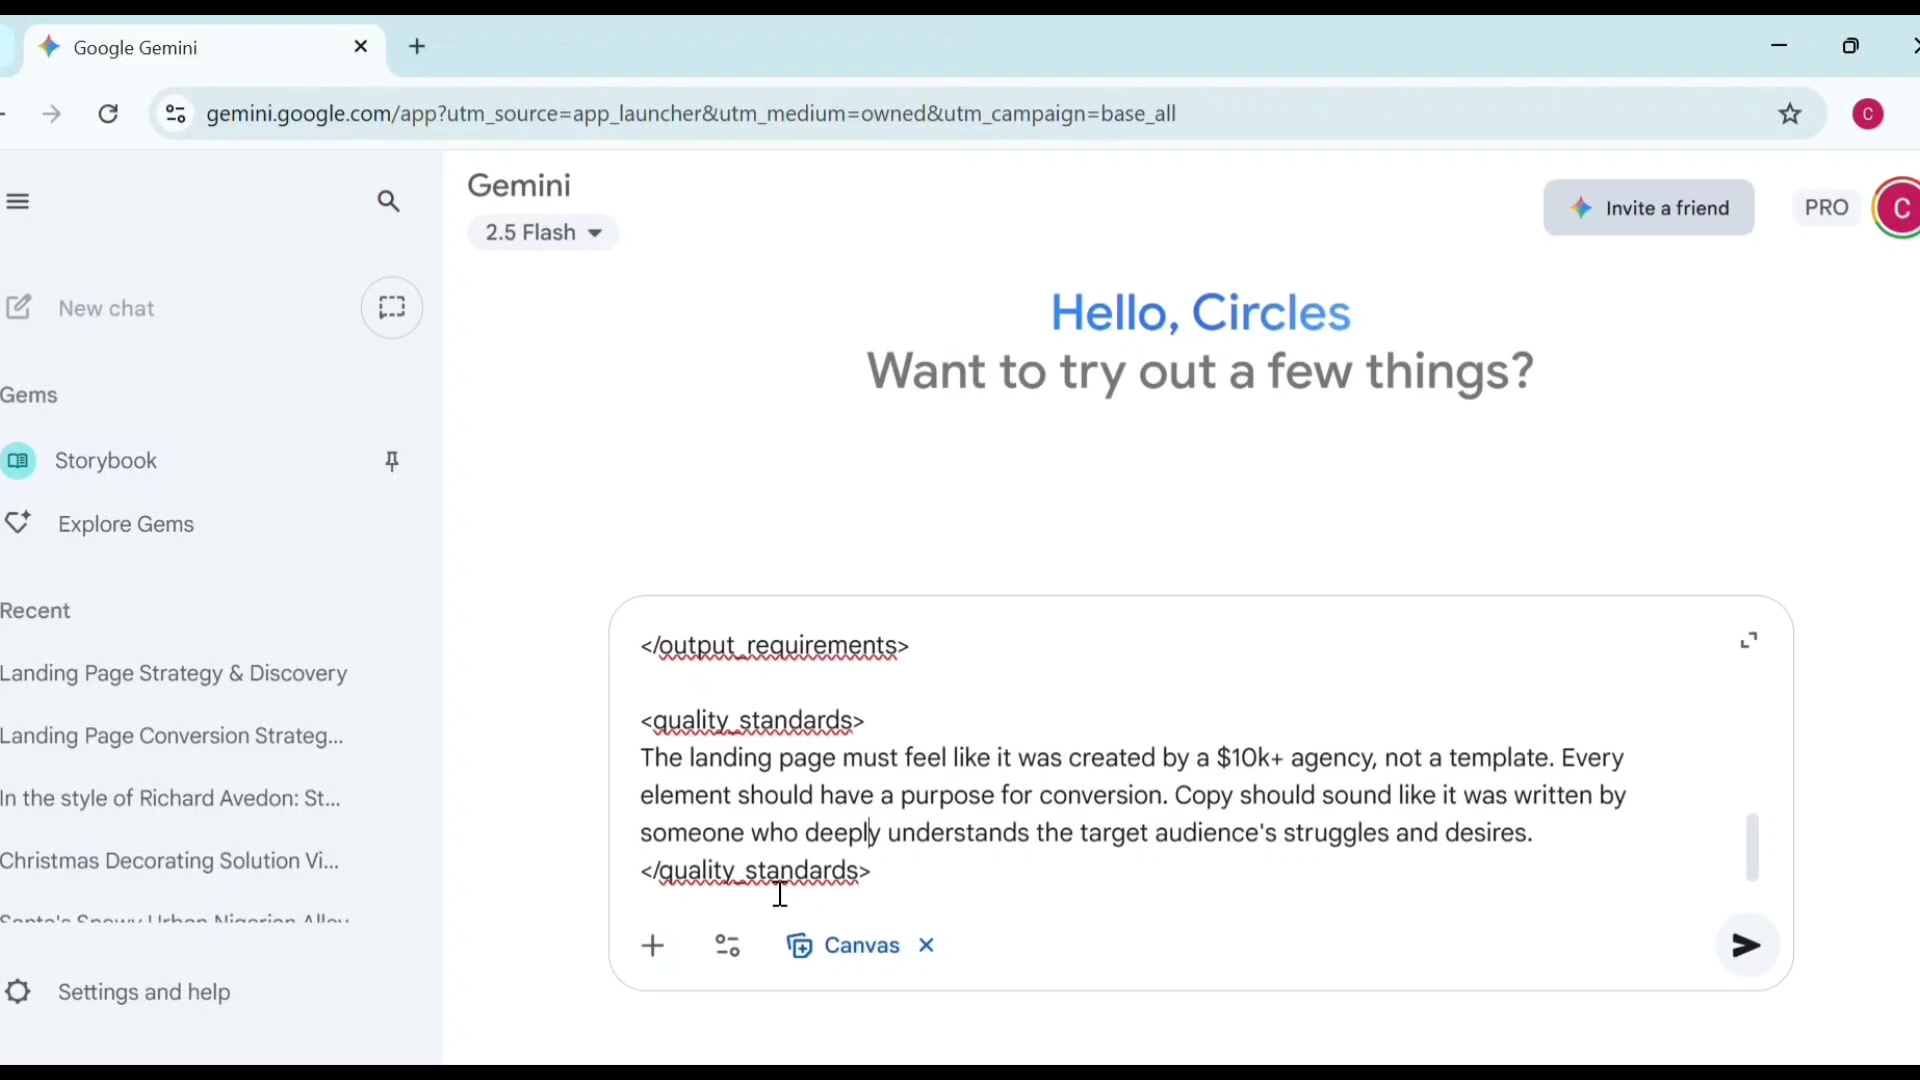 Google Gemini
gemini.google.com/app?utm_source=app_launcher&utm_medium=owned&utm_campaign=base_all
C
Gemini
2.5 Flash
Invite a friend
PRO
C
New chat
Hello, Circles
Want to try out a few things?
Gems
Storybook
Explore Gems
Recent
Landing Page Strategy & Discovery
Landing Page Conversion Strateg...
In the style of Richard Avedon: St...
Christmas Decorating Solution Vi...
Santa's Snowy Urban Nigerian Alley
Settings and help
</output_requirements>
<quality_standards>
The landing page must feel like it was created by a $10k+ agency, not a template. Every
element should have a purpose for conversion. Copy should sound like it was written by
someone who deeply understands the target audience's struggles and desires.
</quality_standards>
Canvas